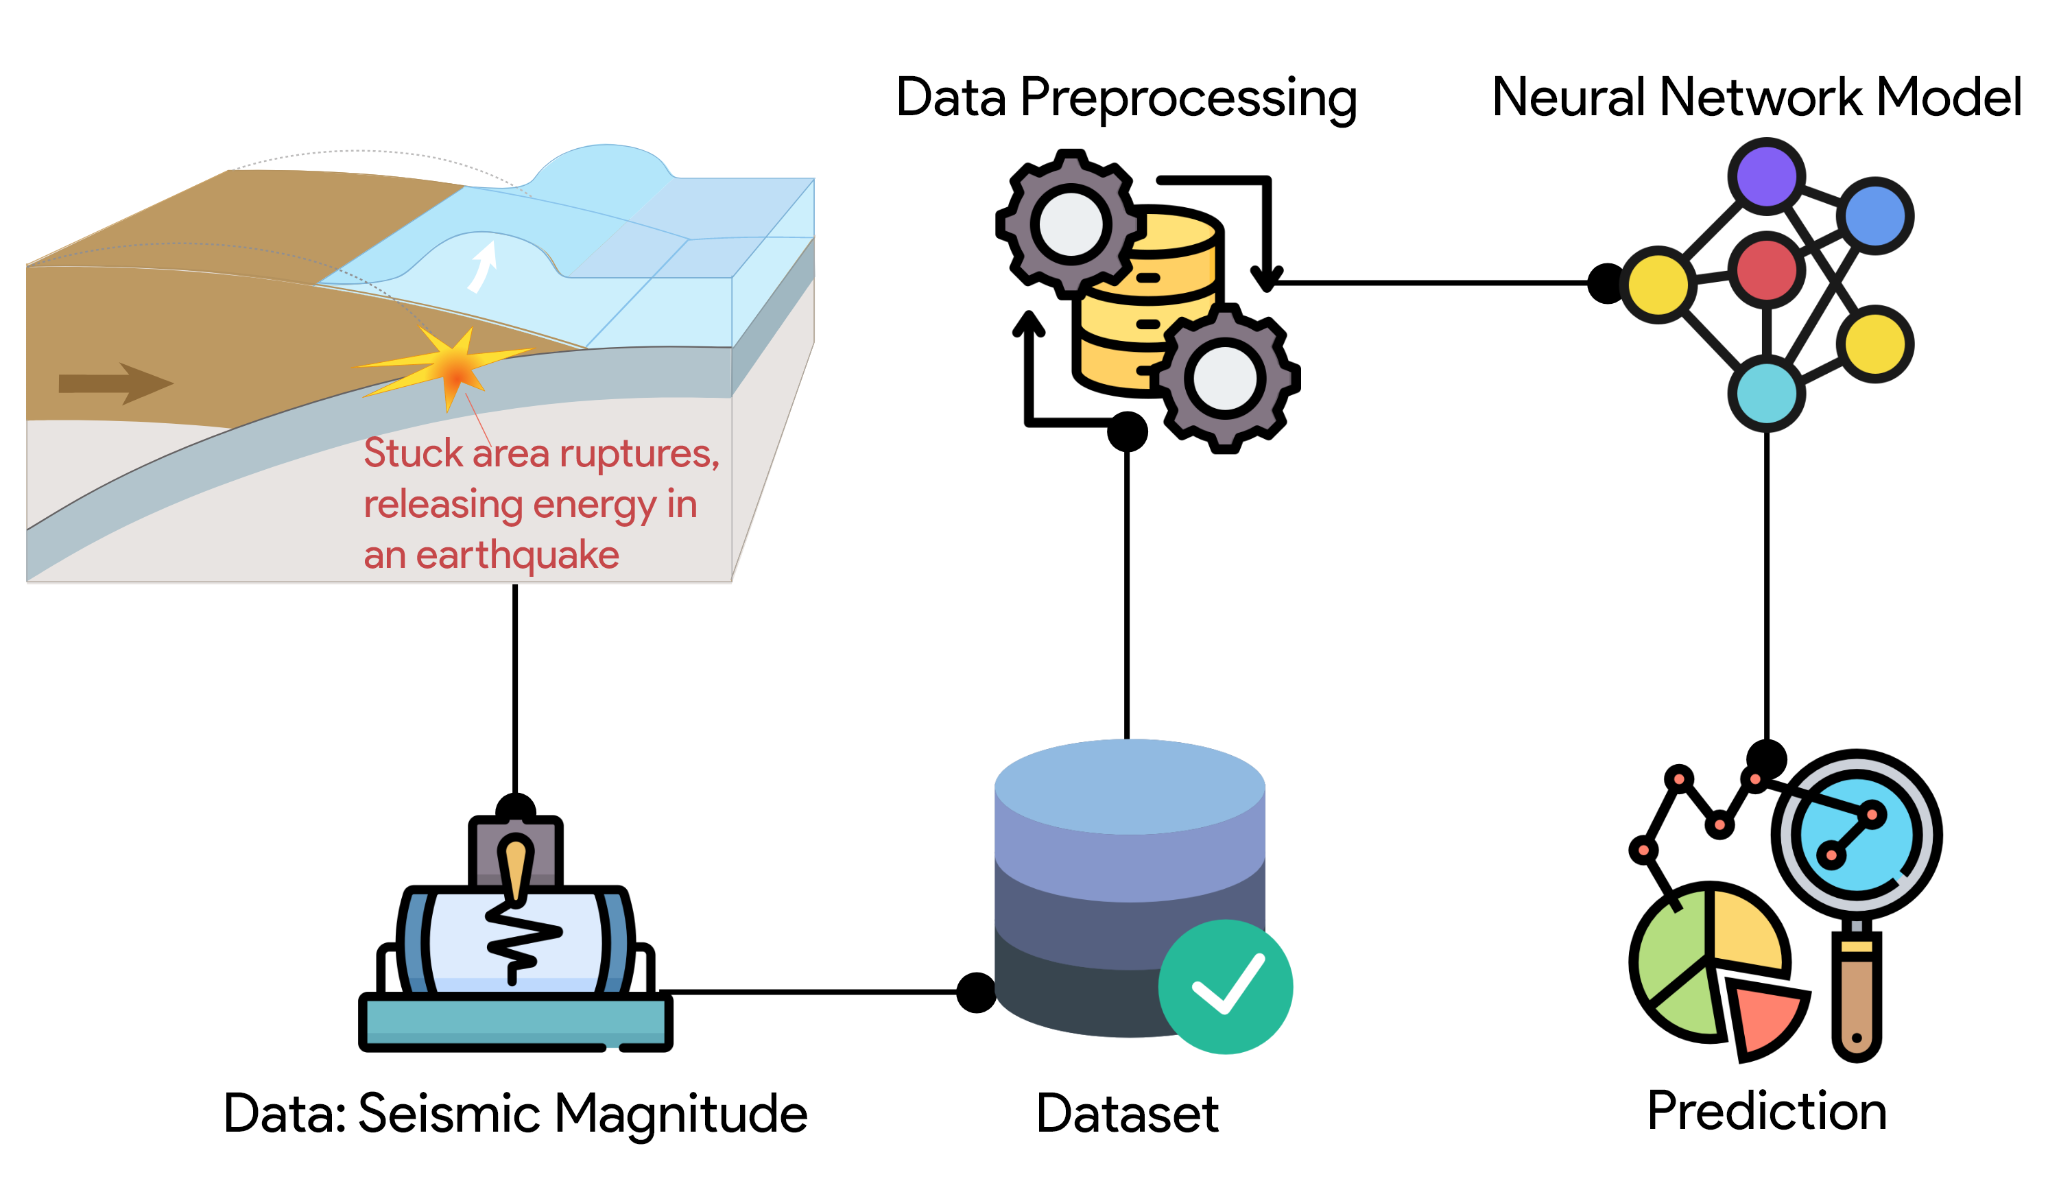 Data Preprocessing
Neural Network Model
Stuck area ruptures,
releasing energy in
an earthquake
Data: Seismic Magnitude
Dataset
Prediction